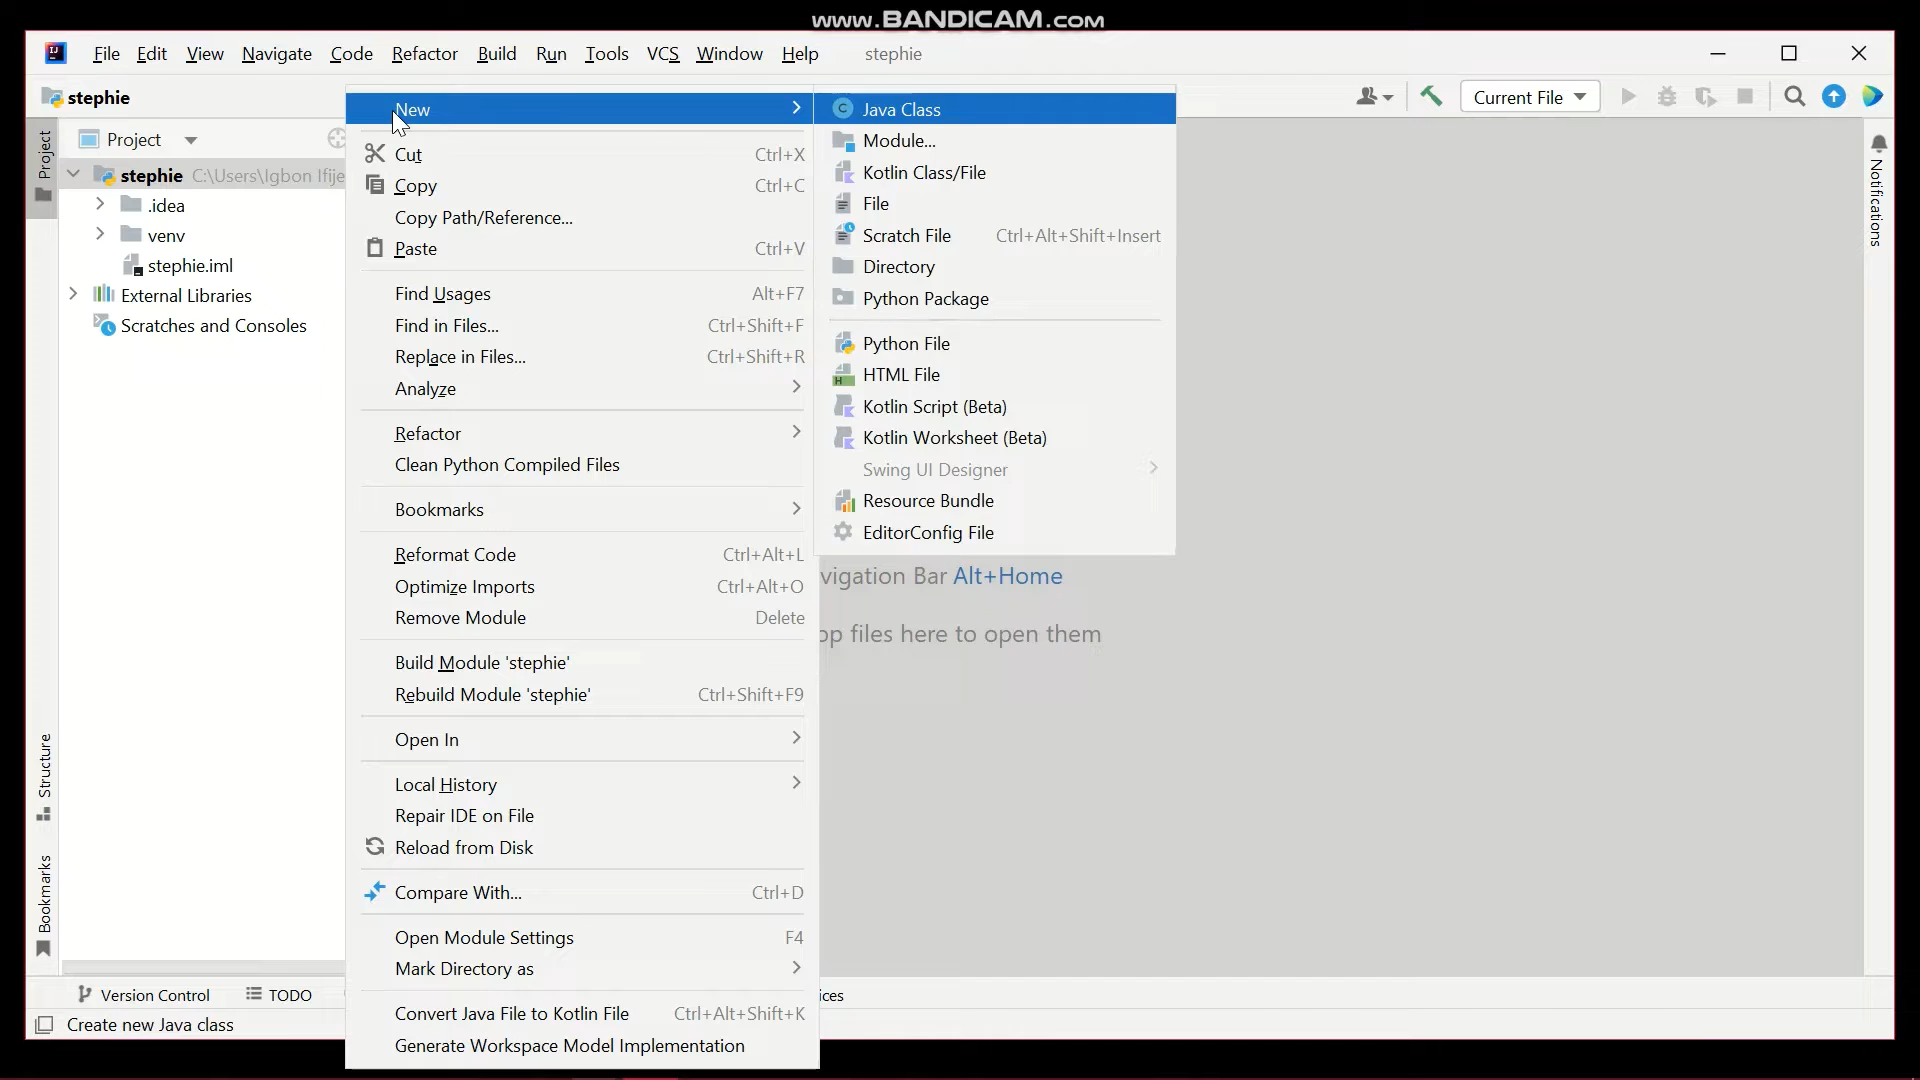 www.BANDICAM.com
File Edit View Navigate Code Refactor Build Run Tools VCS Window Help stephie
stephie
Current File
Project
Project
stephie C:\Users\Igbon Ifije
.idea
venv
stephie.iml
External Libraries
Scratches and Consoles
Structure
Bookmarks
New
Cut Ctrl+X
Copy Ctrl+C
Copy Path/Reference...
Paste Ctrl+V
Find Usages Alt+F7
Find in Files... Ctrl+Shift+F
Replace in Files... Ctrl+Shift+R
Analyze
Refactor
Clean Python Compiled Files
Bookmarks
Reformat Code Ctrl+Alt+L
Optimize Imports Ctrl+Alt+O
Remove Module Delete
Build Module 'stephie'
Rebuild Module 'stephie' Ctrl+Shift+F9
Open In
Local History
Repair IDE on File
Reload from Disk
Compare With... Ctrl+D
Open Module Settings F4
Mark Directory as
Convert Java File to Kotlin File Ctrl+Alt+Shift+K
Generate Workspace Model Implementation
Java Class
Module...
Kotlin Class/File
File
Scratch File Ctrl+Alt+Shift+Insert
Directory
Python Package
Python File
HTML File
Kotlin Script (Beta)
Kotlin Worksheet (Beta)
Swing UI Designer
Resource Bundle
EditorConfig File
vigation Bar Alt+Home
op files here to open them
Notifications
Version Control TODO ices
Create new Java class